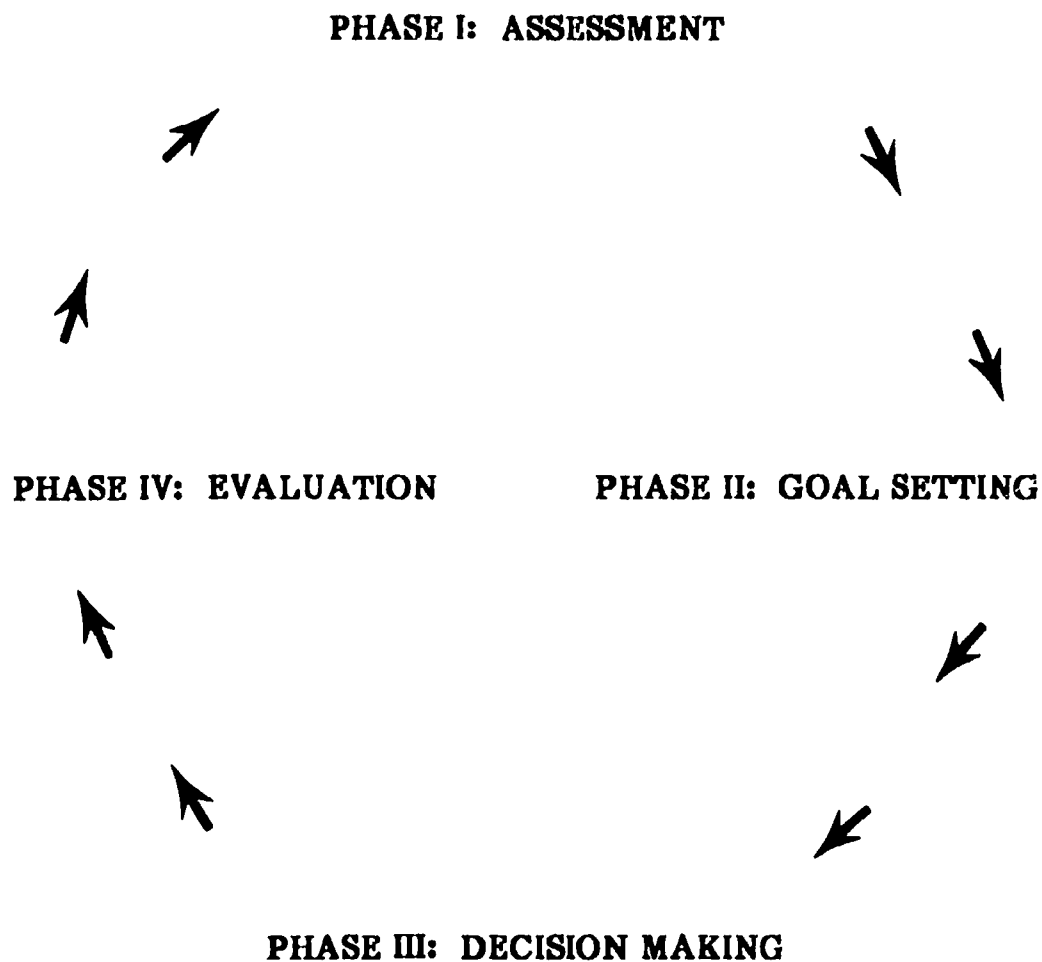 PHASE I: ASSESSMENT
PHASE IV: EVALUATION
PHASE II: GOAL SETTING
PHASE III: DECISION MAKING